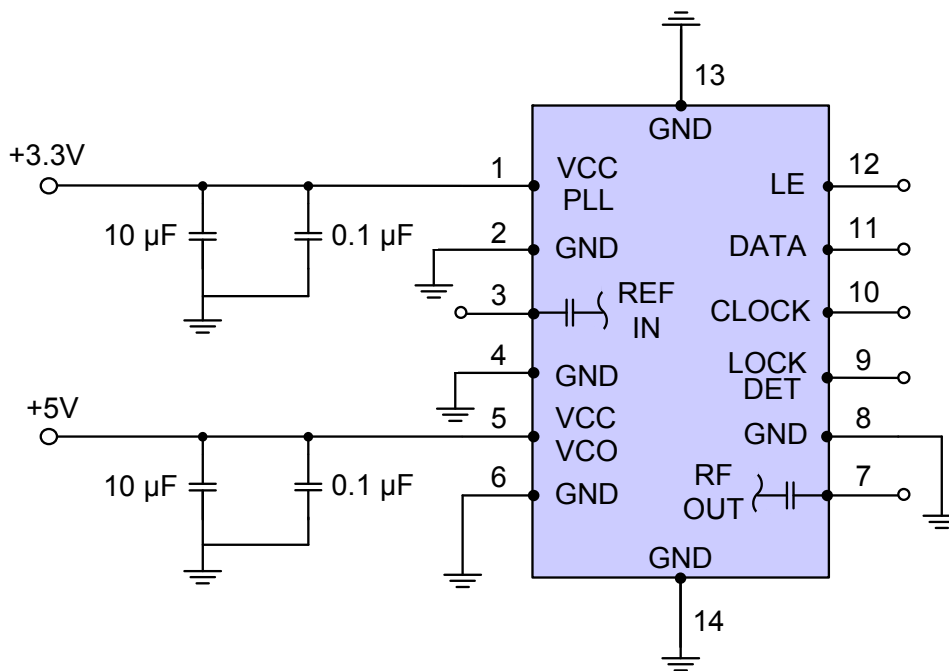 13
GND
+3.3V
1
VCC
PLL
12
LE
10 µF
0.1 µF
2
GND
11
DATA
3
REF
IN
10
CLOCK
4
GND
9
LOCK
DET
+5V
5
VCC
VCO
8
GND
10 µF
0.1 µF
6
GND
7
RF
OUT
GND
14